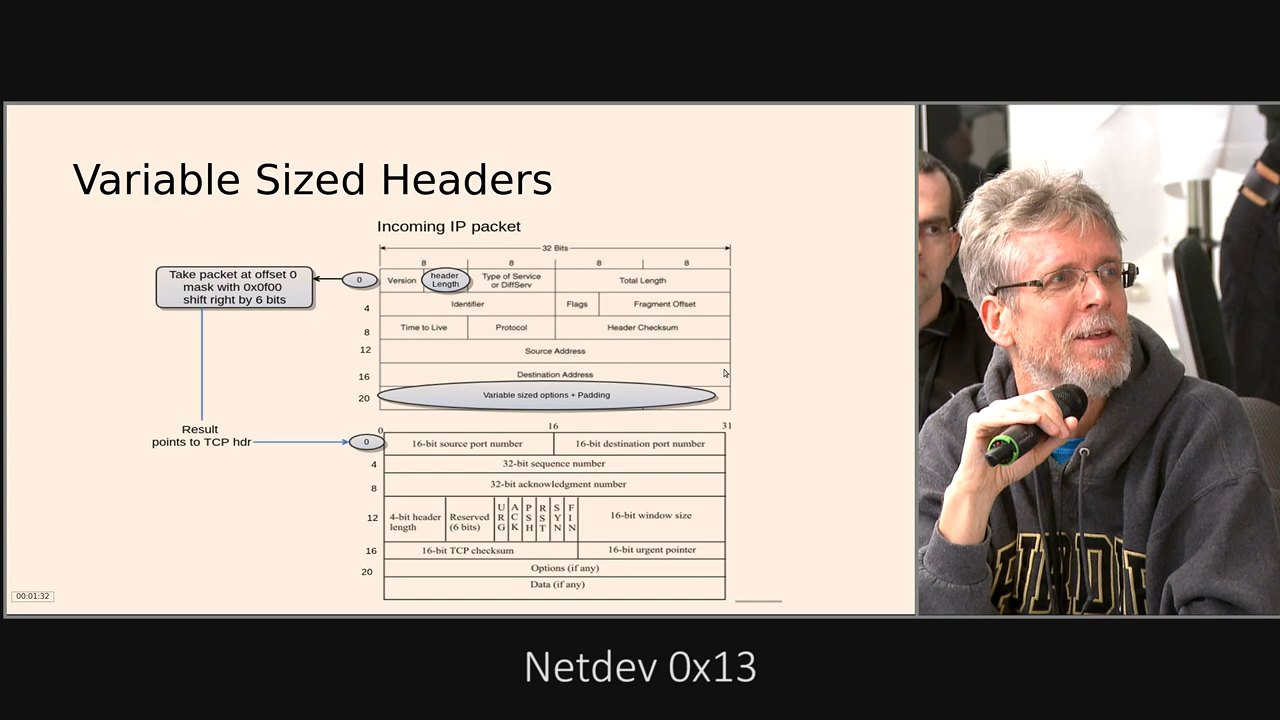 Variable Sized Headers
Incoming IP packet
32 Bits
8 8 8 8
Take packet at offset 0
mask with 0x0f00
shift right by 6 bits
0
Version
header
Length
Type of Service
or DiffServ
Total Length
4
Identifier
Flags
Fragment Offset
8
Time to Live
Protocol
Header Checksum
12
Source Address
16
Destination Address
20
Variable sized options + Padding
Result
points to TCP hdr
0 16 31
0
16-bit source port number
16-bit destination port number
4
32-bit sequence number
8
32-bit acknowledgment number
12
4-bit header
length
Reserved
(6 bits)
URG
ACK
PSH
RST
SYN
FIN
16-bit window size
16
16-bit TCP checksum
16-bit urgent pointer
20
Options (if any)
Data (if any)
00:01:32
Netdev 0x13